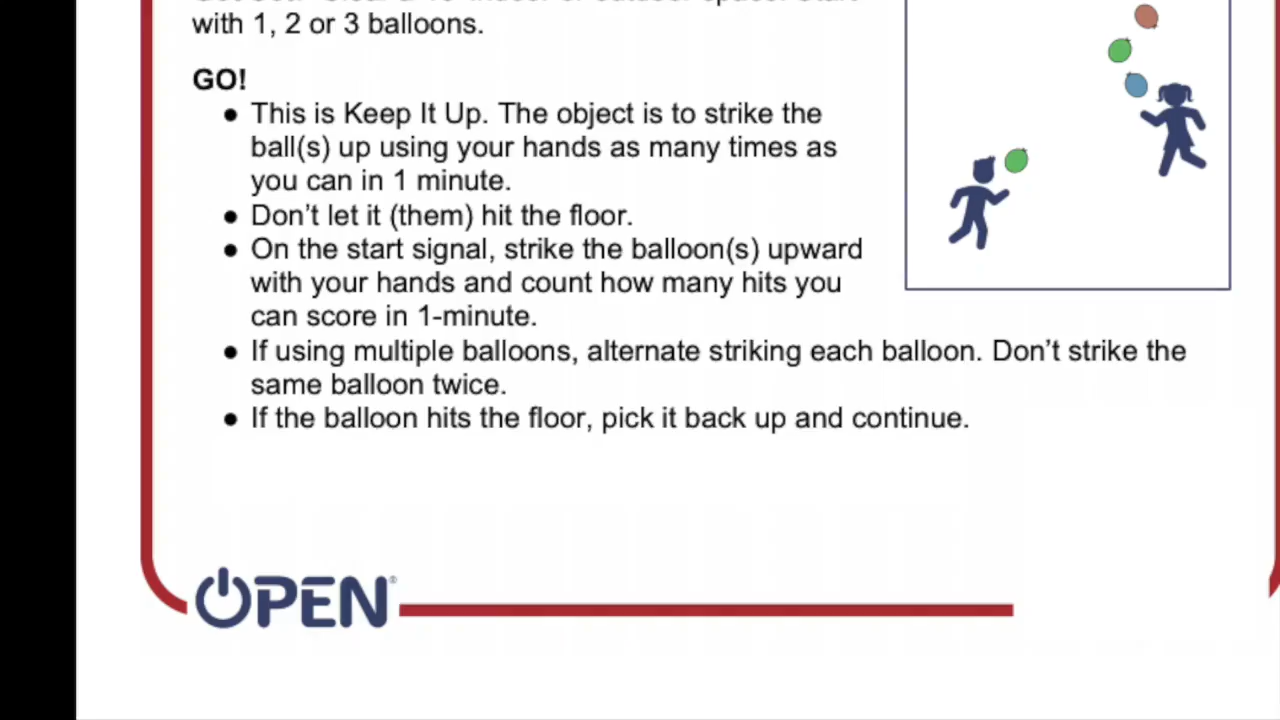 with 1, 2 or 3 balloons.
GO!
● This is Keep It Up. The object is to strike the
ball(s) up using your hands as many times as
you can in 1 minute.
● Don’t let it (them) hit the floor.
● On the start signal, strike the balloon(s) upward
with your hands and count how many hits you
can score in 1-minute.
● If using multiple balloons, alternate striking each balloon. Don’t strike the
same balloon twice.
● If the balloon hits the floor, pick it back up and continue.
OPEN®